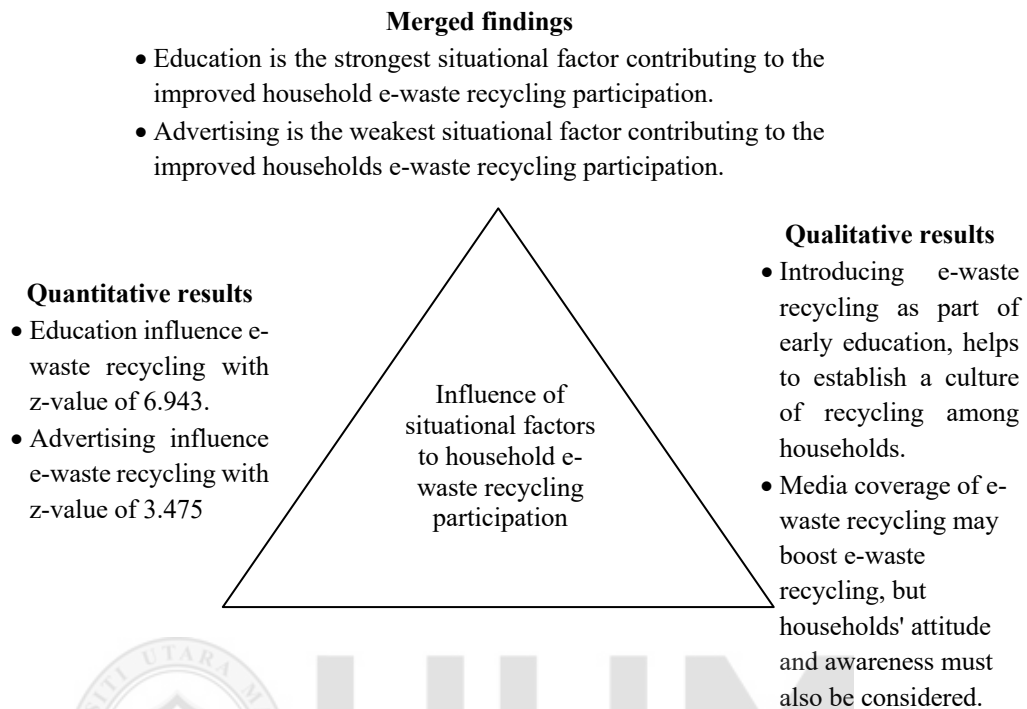 Merged findings
• Education is the strongest situational factor contributing to the
improved household e-waste recycling participation.
• Advertising is the weakest situational factor contributing to the
improved households e-waste recycling participation.
Quantitative results
• Education influence e-
waste recycling with
z-value of 6.943.
• Advertising influence
e-waste recycling with
z-value of 3.475
Influence of
situational factors
to household e-
waste recycling
participation
Qualitative results
• Introducing e-waste
recycling as part of
early education, helps
to establish a culture
of recycling among
households.
• Media coverage of e-
waste recycling may
boost e-waste
recycling, but
households' attitude
and awareness must
also be considered.
UTARA